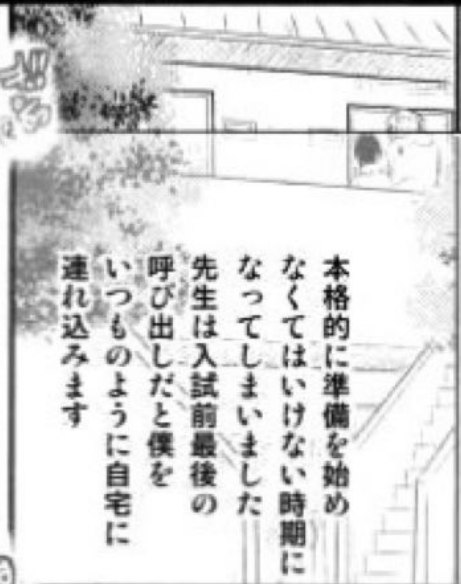 本格的に準備を始め
なくてはいけない時期に
なってしまいました
先生は入試前最後の
呼び出しだと僕を
いつものように自宅に
連れ込みます